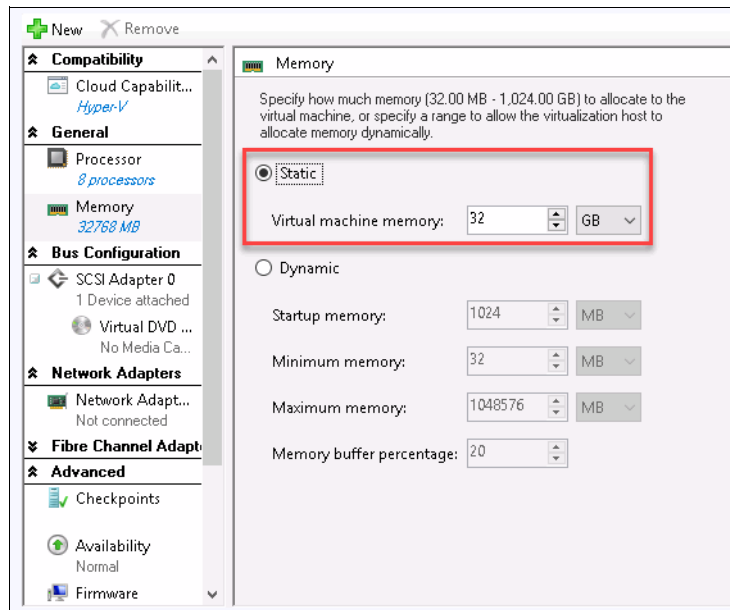 New Remove
Compatibility
Cloud Capabilit...
Hyper-V
General
Processor
8 processors
Memory
32768 MB
Bus Configuration
SCSI Adapter 0
1 Device attached
Virtual DVD ...
No Media Ca...
Network Adapters
Network Adapt...
Not connected
Fibre Channel Adapt
Advanced
Checkpoints
Availability
Normal
Firmware
Memory
Specify how much memory (32.00 MB - 1,024.00 GB) to allocate to the
virtual machine, or specify a range to allow the virtualization host to
allocate memory dynamically.
Static
Virtual machine memory: 32 GB
Dynamic
Startup memory: 1024 MB
Minimum memory: 32 MB
Maximum memory: 1048576 MB
Memory buffer percentage: 20